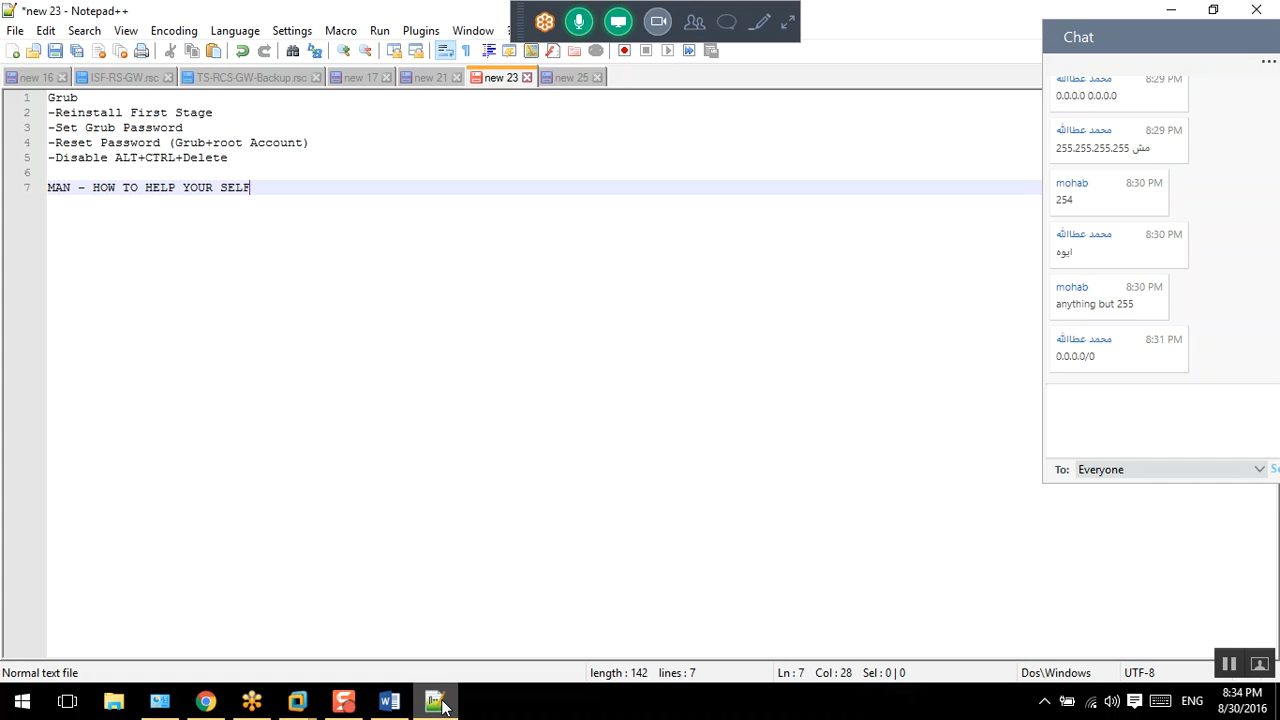 *new 23 - Notepad++
File Edit Search View Encoding Language Settings Macro Run Plugins Window
new 16 ISF-RS-GW.rsc TS-RCS-GW-Backup.rsc new 17 new 21 new 23 new 25
1 Grub
2 -Reinstall First Stage
3 -Set Grub Password
4 -Reset Password (Grub+root Account)
5 -Disable ALT+CTRL+Delete
6
7 MAN - HOW TO HELP YOUR SELF
Chat
محمد عطاالله 8:29 PM
0.0.0.0 0.0.0.0
محمد عطاالله 8:29 PM
مش 255.255.255.255
mohab 8:30 PM
254
محمد عطاالله 8:30 PM
ايوه
mohab 8:30 PM
anything but 255
محمد عطاالله 8:31 PM
0.0.0.0/0
To: Everyone
Normal text file length : 142 lines : 7 Ln : 7 Col : 28 Sel : 0 | 0 Dos\Windows UTF-8
ENG 8:34 PM
8/30/2016